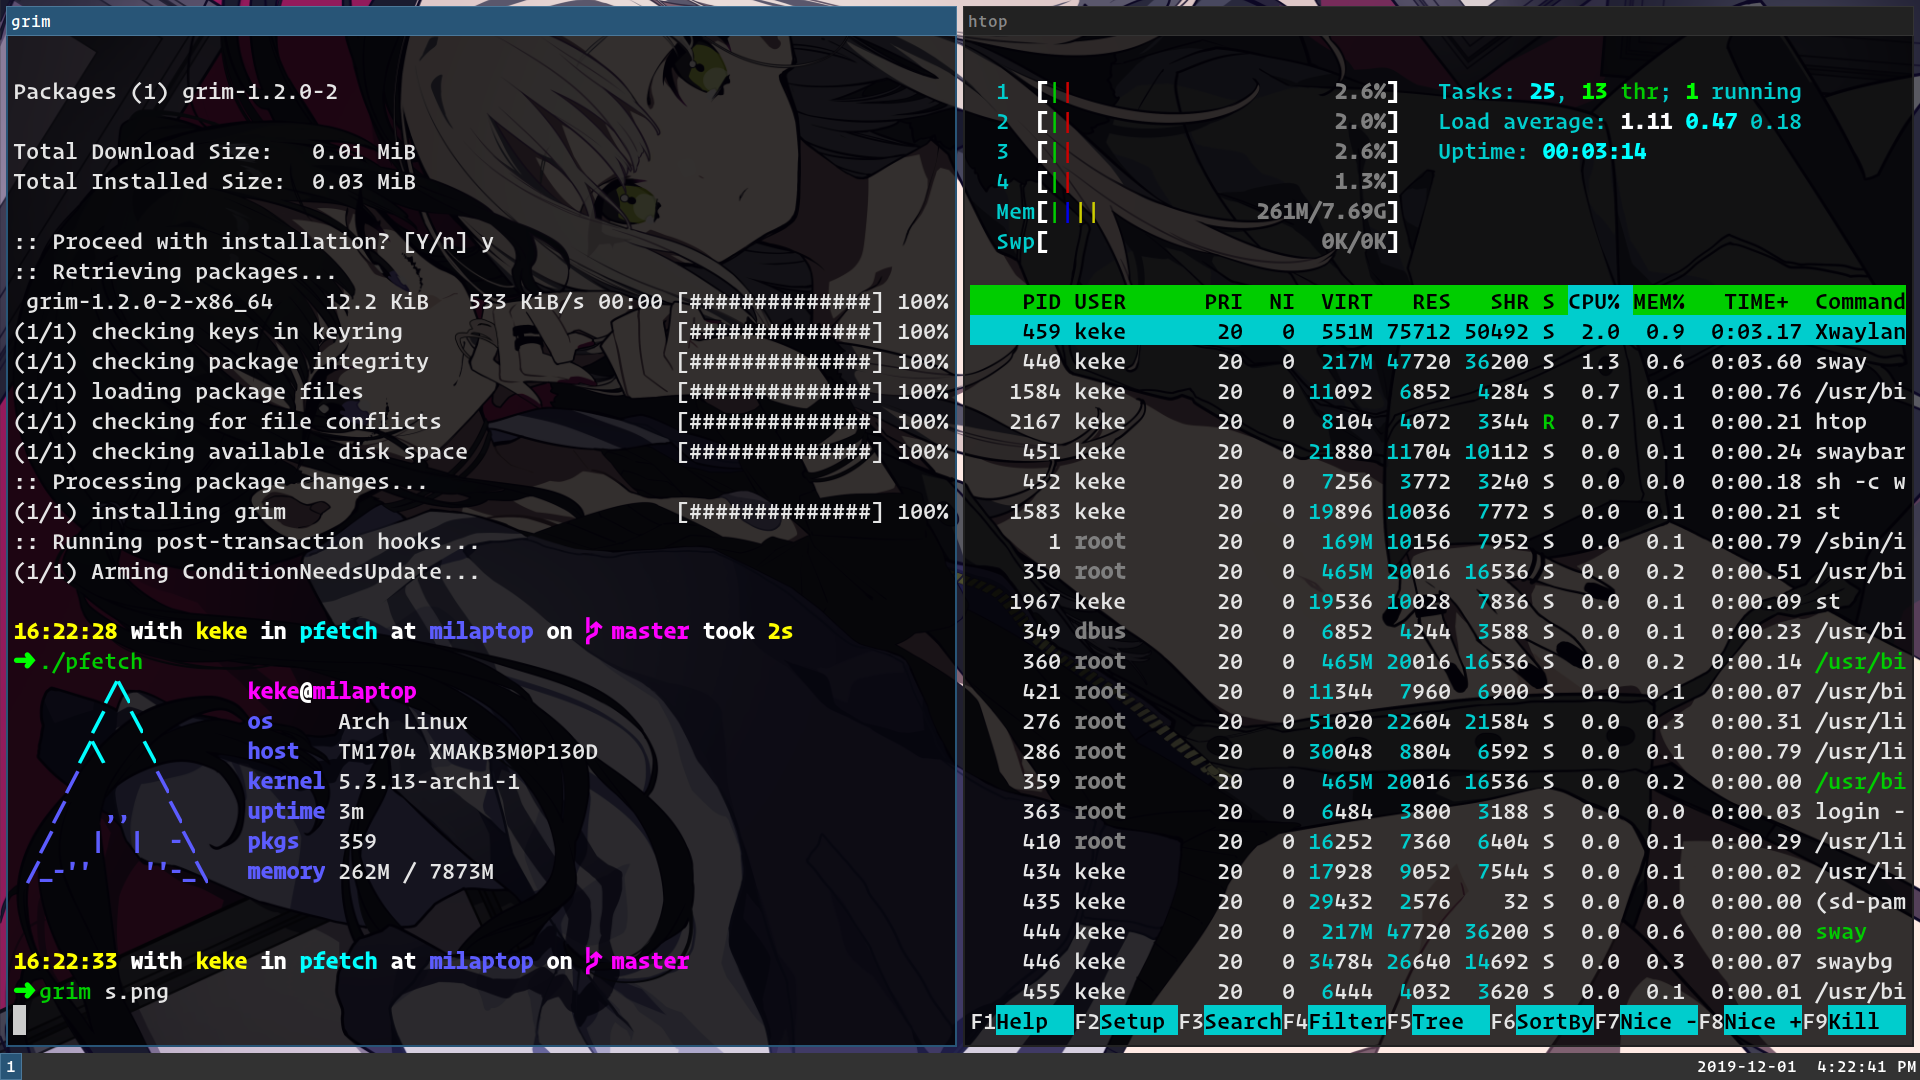 grim
Packages (1) grim-1.2.0-2
Total Download Size:   0.01 MiB
Total Installed Size:  0.03 MiB
:: Proceed with installation? [Y/n] y
:: Retrieving packages...
 grim-1.2.0-2-x86_64    12.2 KiB   533 KiB/s 00:00 [##############] 100%
(1/1) checking keys in keyring                     [##############] 100%
(1/1) checking package integrity                   [##############] 100%
(1/1) loading package files                        [##############] 100%
(1/1) checking for file conflicts                  [##############] 100%
(1/1) checking available disk space                [##############] 100%
:: Processing package changes...
(1/1) installing grim                              [##############] 100%
:: Running post-transaction hooks...
(1/1) Arming ConditionNeedsUpdate...
16:22:28 with keke in pfetch at milaptop on master took 2s
➜ ./pfetch
keke@milaptop
os     Arch Linux
host   TM1704 XMAKB3M0P130D
kernel 5.3.13-arch1-1
uptime 3m
pkgs   359
memory 262M / 7873M
16:22:33 with keke in pfetch at milaptop on master
➜ grim s.png
htop
1  [|| 2.6%]
2  [|| 2.0%]
3  [|| 2.6%]
4  [|| 1.3%]
Mem[|||| 261M/7.69G]
Swp[ 0K/0K]
Tasks: 25, 13 thr; 1 running
Load average: 1.11 0.47 0.18
Uptime: 00:03:14
PID USER PRI NI VIRT RES SHR S CPU% MEM% TIME+ Command
459 keke 20 0 551M 75712 50492 S 2.0 0.9 0:03.17 Xwaylan
440 keke 20 0 217M 47720 36200 S 1.3 0.6 0:03.60 sway
1584 keke 20 0 11092 6852 4284 S 0.7 0.1 0:00.76 /usr/bi
2167 keke 20 0 8104 4072 3344 R 0.7 0.1 0:00.21 htop
451 keke 20 0 21880 11704 10112 S 0.0 0.1 0:00.24 swaybar
452 keke 20 0 7256 3772 3240 S 0.0 0.0 0:00.18 sh -c w
1583 keke 20 0 19896 10036 7772 S 0.0 0.1 0:00.21 st
1 root 20 0 169M 10156 7952 S 0.0 0.1 0:00.79 /sbin/i
350 root 20 0 465M 20016 16536 S 0.0 0.2 0:00.51 /usr/bi
1967 keke 20 0 19536 10028 7836 S 0.0 0.1 0:00.09 st
349 dbus 20 0 6852 4244 3588 S 0.0 0.1 0:00.23 /usr/bi
360 root 20 0 465M 20016 16536 S 0.0 0.2 0:00.14 /usr/bi
421 root 20 0 11344 7960 6900 S 0.0 0.1 0:00.07 /usr/bi
276 root 20 0 51020 22604 21584 S 0.0 0.3 0:00.31 /usr/li
286 root 20 0 30048 8804 6592 S 0.0 0.1 0:00.79 /usr/li
359 root 20 0 465M 20016 16536 S 0.0 0.2 0:00.00 /usr/bi
363 root 20 0 6484 3800 3188 S 0.0 0.0 0:00.03 login -
410 root 20 0 16252 7360 6404 S 0.0 0.1 0:00.29 /usr/li
434 keke 20 0 17928 9052 7544 S 0.0 0.1 0:00.02 /usr/li
435 keke 20 0 29432 2576 32 S 0.0 0.0 0:00.00 (sd-pam
444 keke 20 0 217M 47720 36200 S 0.0 0.6 0:00.00 sway
446 keke 20 0 34784 26640 14692 S 0.0 0.3 0:00.07 swaybg
455 keke 20 0 6444 4032 3620 S 0.0 0.1 0:00.01 /usr/bi
F1Help F2Setup F3SearchF4FilterF5Tree F6SortByF7Nice -F8Nice +F9Kill
1
2019-12-01 4:22:41 PM